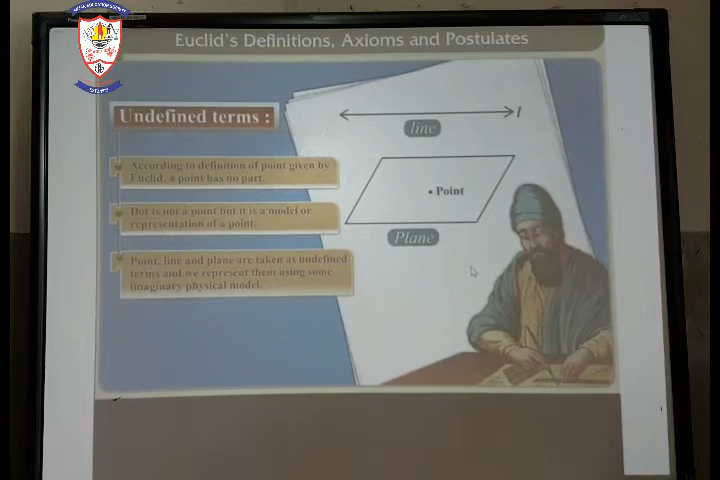 Euclid's Definitions, Axioms and Postulates
Undefined terms :
According to definition of point given by
Euclid, a point has no part.
Dot is not a point but it is a model or
representation of a point.
Point, line and plane are taken as undefined
terms and we represent them using some
imaginary physical model.
l
line
Point
Plane